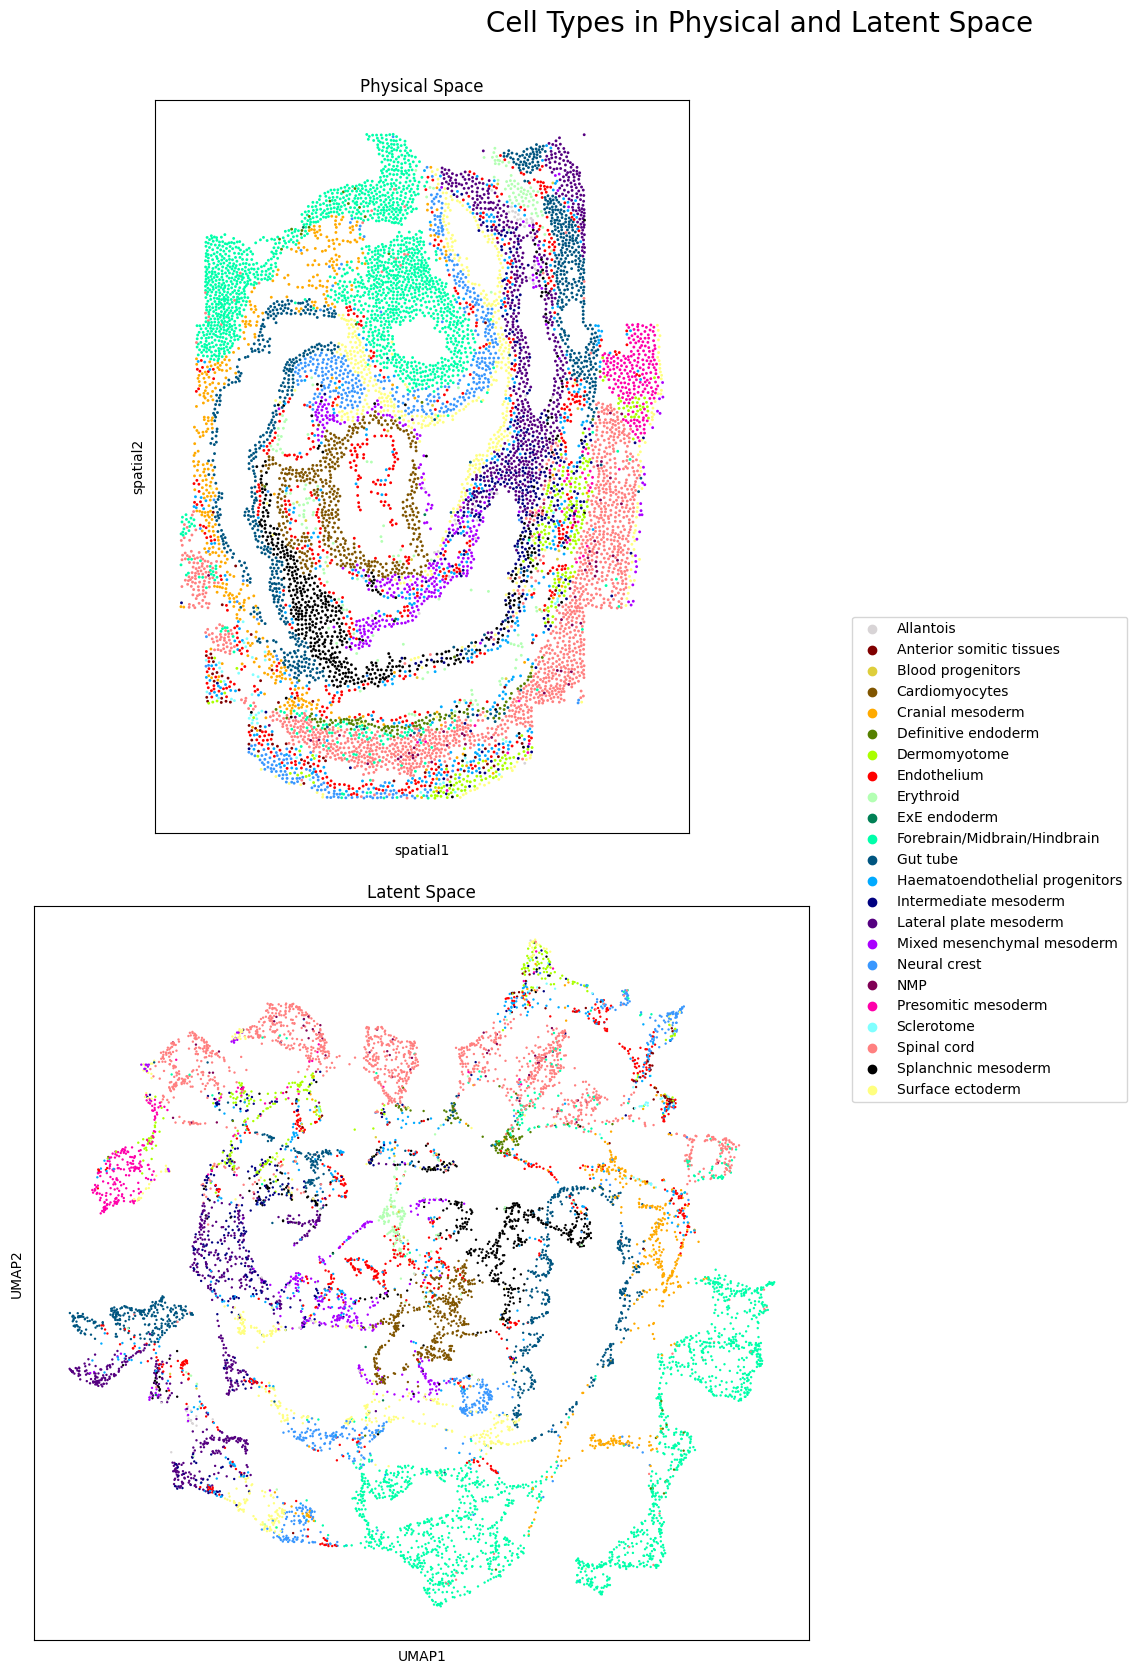 Cell Types in Physical and Latent Space
Physical Space
spatial2
spatial1
Latent Space
UMAP2
UMAP1
Allantois
Anterior somitic tissues
Blood progenitors
Cardiomyocytes
Cranial mesoderm
Definitive endoderm
Dermomyotome
Endothelium
Erythroid
ExE endoderm
Forebrain/Midbrain/Hindbrain
Gut tube
Haematoendothelial progenitors
Intermediate mesoderm
Lateral plate mesoderm
Mixed mesenchymal mesoderm
Neural crest
NMP
Presomitic mesoderm
Sclerotome
Spinal cord
Splanchnic mesoderm
Surface ectoderm